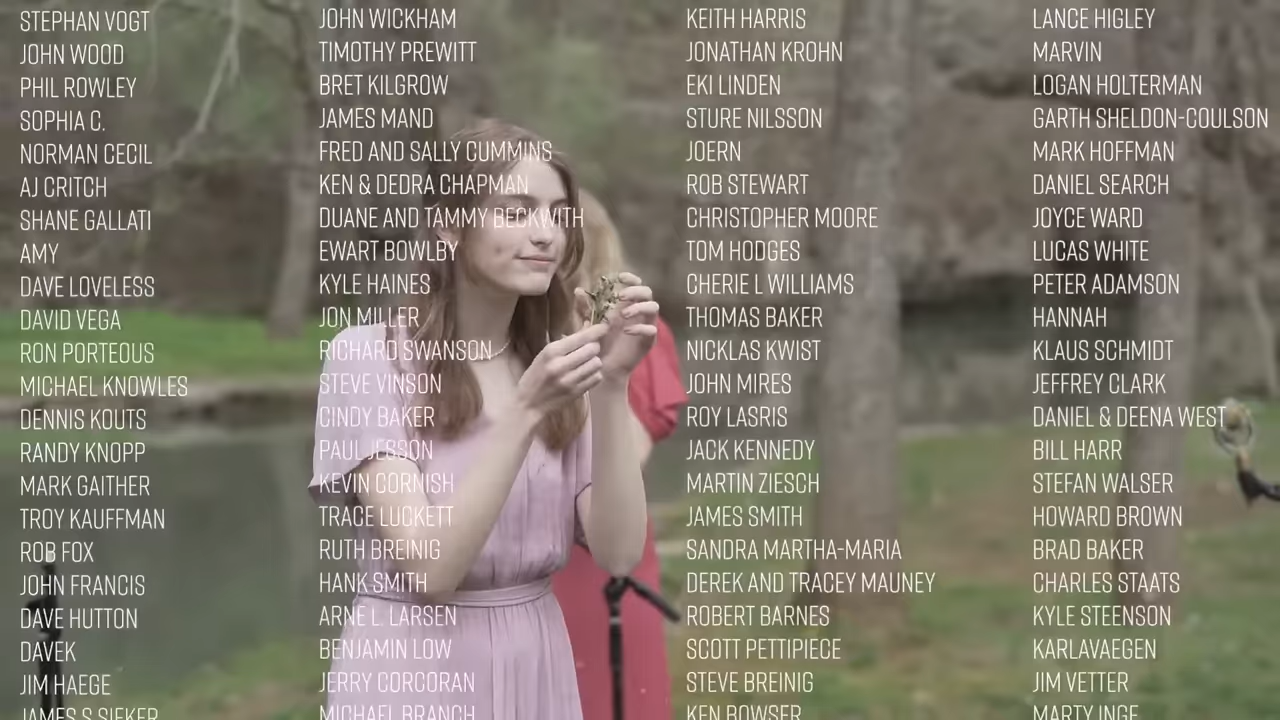 STEPHAN VOGT
JOHN WOOD
PHIL ROWLEY
SOPHIA C.
NORMAN CECIL
AJ CRITCH
SHANE GALLATI
AMY
DAVE LOVELESS
DAVID VEGA
RON PORTEOUS
MICHAEL KNOWLES
DENNIS KOUTS
RANDY KNOPP
MARK GAITHER
TROY KAUFFMAN
ROB FOX
JOHN FRANCIS
DAVE HUTTON
DAVEK
JIM HAEGE
JAMES S SIEKER
JOHN WICKHAM
TIMOTHY PREWITT
BRET KILGROW
JAMES MAND
FRED AND SALLY CUMMINS
KEN & DEDRA CHAPMAN
DUANE AND TAMMY BECKWITH
EWART BOWLBY
KYLE HAINES
JON MILLER
RICHARD SWANSON
STEVE VINSON
CINDY BAKER
PAUL JESSON
KEVIN CORNISH
TRACE LUCKETT
RUTH BREINIG
HANK SMITH
ARNE L. LARSEN
BENJAMIN LOW
JERRY CORCORAN
MICHAEL BRANCH
KEITH HARRIS
JONATHAN KROHN
EKI LINDEN
STURE NILSSON
JOERN
ROB STEWART
CHRISTOPHER MOORE
TOM HODGES
CHERIE L WILLIAMS
THOMAS BAKER
NICKLAS KWIST
JOHN MIRES
ROY LASRIS
JACK KENNEDY
MARTIN ZIESCH
JAMES SMITH
SANDRA MARTHA-MARIA
DEREK AND TRACEY MAUNEY
ROBERT BARNES
SCOTT PETTIPIECE
STEVE BREINIG
KEN BOWSER
LANCE HIGLEY
MARVIN
LOGAN HOLTERMAN
GARTH SHELDON-COULSON
MARK HOFFMAN
DANIEL SEARCH
JOYCE WARD
LUCAS WHITE
PETER ADAMSON
HANNAH
KLAUS SCHMIDT
JEFFREY CLARK
DANIEL & DEENA WEST
BILL HARR
STEFAN WALSER
HOWARD BROWN
BRAD BAKER
CHARLES STAATS
KYLE STEENSON
KARLAVAEGEN
JIM VETTER
MARTY INGE